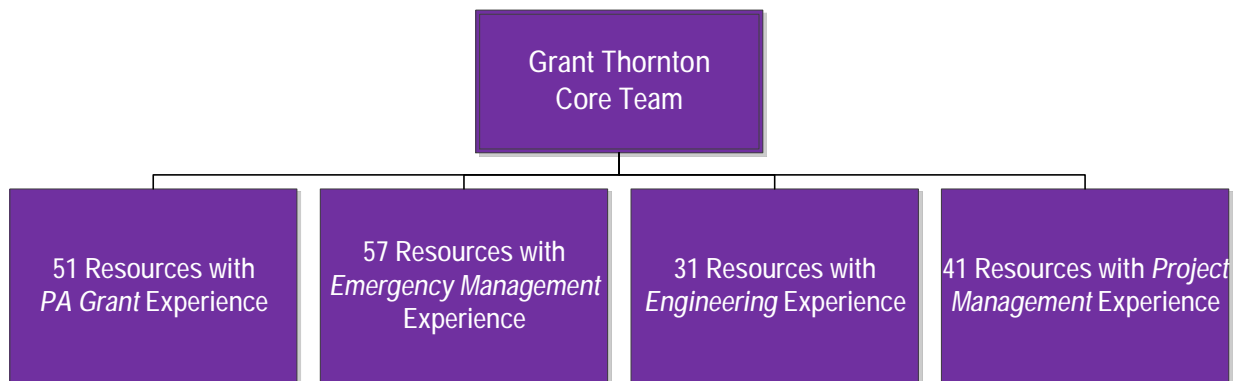 Grant Thornton
Core Team
51 Resources with
PA Grant Experience
57 Resources with
Emergency Management
Experience
31 Resources with
Engineering Experience
41 Resources with Project
Management Experience